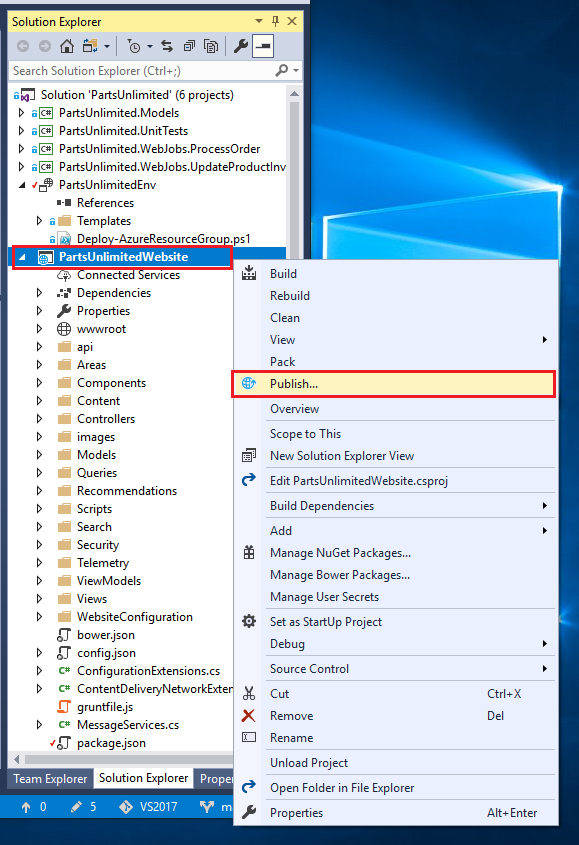 Solution Explorer
Search Solution Explorer (Ctrl+;)
Solution 'PartsUnlimited' (6 projects)
C# PartsUnlimited.Models
C# PartsUnlimited.UnitTests
C# PartsUnlimited.WebJobs.ProcessOrder
C# PartsUnlimited.WebJobs.UpdateProductInv
PartsUnlimitedEnv
References
Templates
Deploy-AzureResourceGroup.ps1
PartsUnlimitedWebsite
Connected Services
Dependencies
Properties
wwwroot
api
Areas
Components
Content
Controllers
images
Models
Queries
Recommendations
Scripts
Search
Security
Telemetry
ViewModels
Views
WebsiteConfiguration
bower.json
config.json
C# ConfigurationExtensions.cs
C# ContentDeliveryNetworkExten
gruntfile.js
C# MessageServices.cs
package.json
Team Explorer Solution Explorer Proper
0 5 VS2017 m
Build
Rebuild
Clean
View
Pack
Publish...
Overview
Scope to This
New Solution Explorer View
Edit PartsUnlimitedWebsite.csproj
Build Dependencies
Add
Manage NuGet Packages...
Manage Bower Packages...
Manage User Secrets
Set as StartUp Project
Debug
Source Control
Cut Ctrl+X
Remove Del
Rename
Unload Project
Open Folder in File Explorer
Properties Alt+Enter